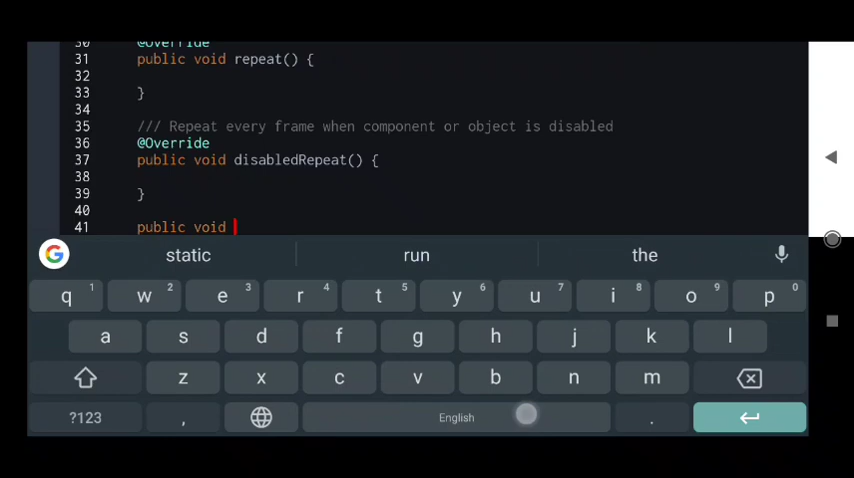 30 @Override
31 public void repeat() {
32
33 }
34
35 /// Repeat every frame when component or object is disabled
36 @Override
37 public void disabledRepeat() {
38
39 }
40
41 public void
G static run the
q 1 w 2 e 3 r 4 t 5 y 6 u 7 i 8 o 9 p 0
a s d f g h j k l
z x c v b n m
?123 , English .